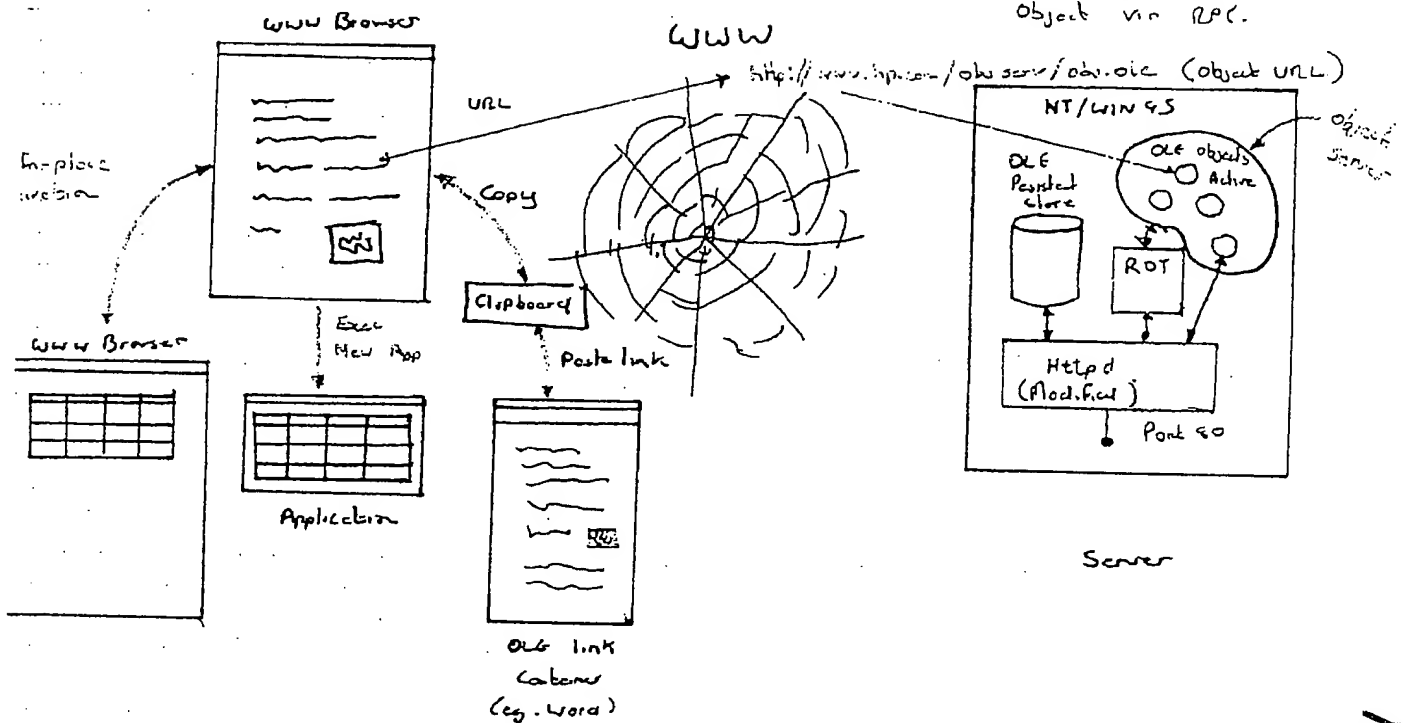 WWW Browser
Object via RPC.
WWW
http://www.hp.com/obj serv/obj.ole (Object URL)
URL
NT/WIN 95
Object
Server
OLE Objects
Active
OLE
Persistent
store
In-place
Copy
ROT
Clipboard
WWW Browser
Exec
New App
Paste link
Httpd
(Modified)
Port 80
Application
Server
OLE link
Container
(eg. Word)